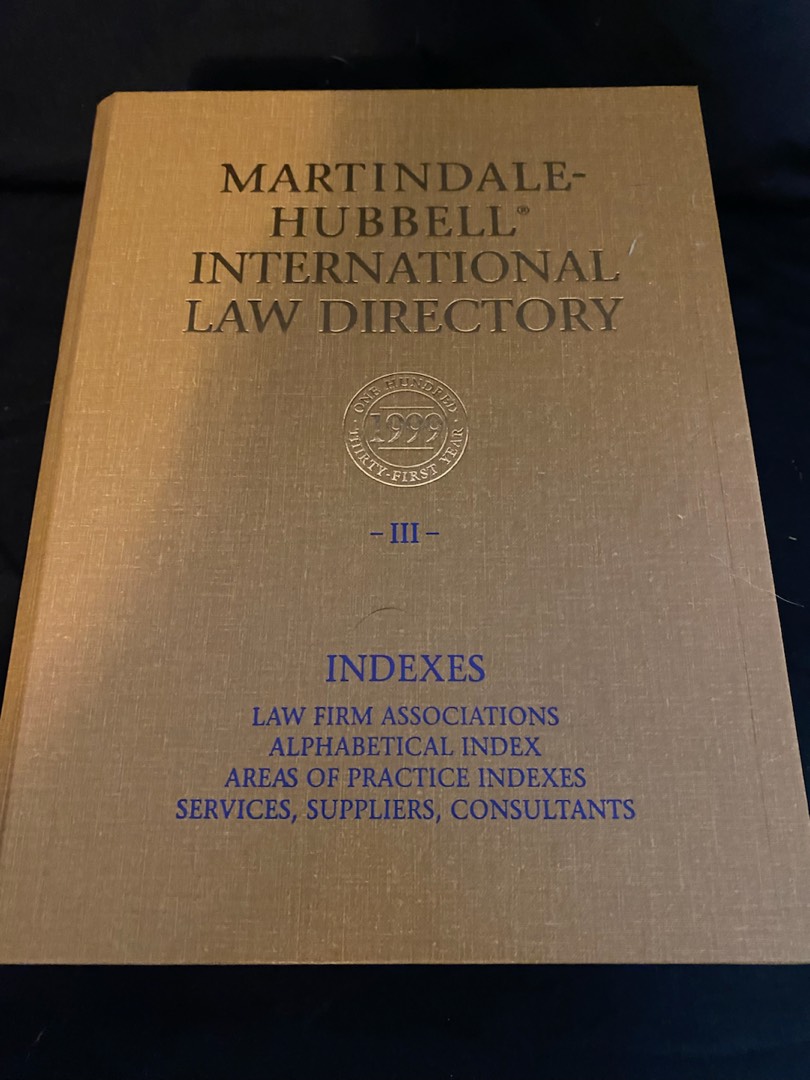 MARTINDALE-
HUBBELL®
INTERNATIONAL
LAW DIRECTORY
· ONE HUNDRED ·
1999
THIRTY-FIRST YEAR
– III –
INDEXES
LAW FIRM ASSOCIATIONS
ALPHABETICAL INDEX
AREAS OF PRACTICE INDEXES
SERVICES, SUPPLIERS, CONSULTANTS